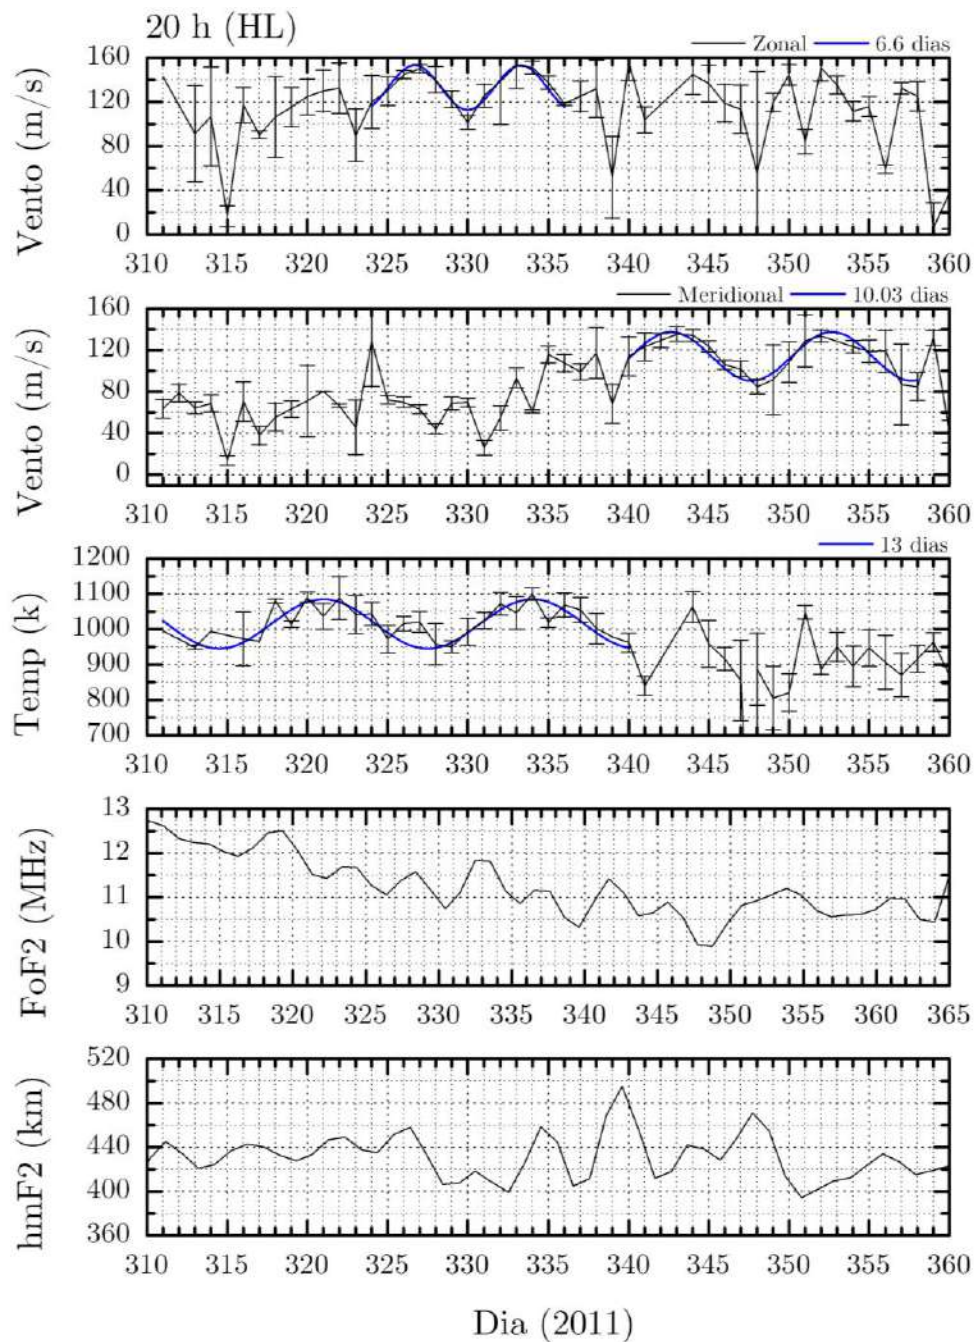 20 h (HL)
Zonal 6.6 dias
Vento (m/s)
160
120
80
40
0
310 315 320 325 330 335 340 345 350 355 360
Meridional 10.03 dias
Vento (m/s)
160
120
80
40
0
310 315 320 325 330 335 340 345 350 355 360
13 dias
Temp (k)
1200
1100
1000
900
800
700
310 315 320 325 330 335 340 345 350 355 360
FoF2 (MHz)
13
12
11
10
9
310 315 320 325 330 335 340 345 350 355 360 365
hmF2 (km)
520
480
440
400
360
310 315 320 325 330 335 340 345 350 355 360
Dia (2011)